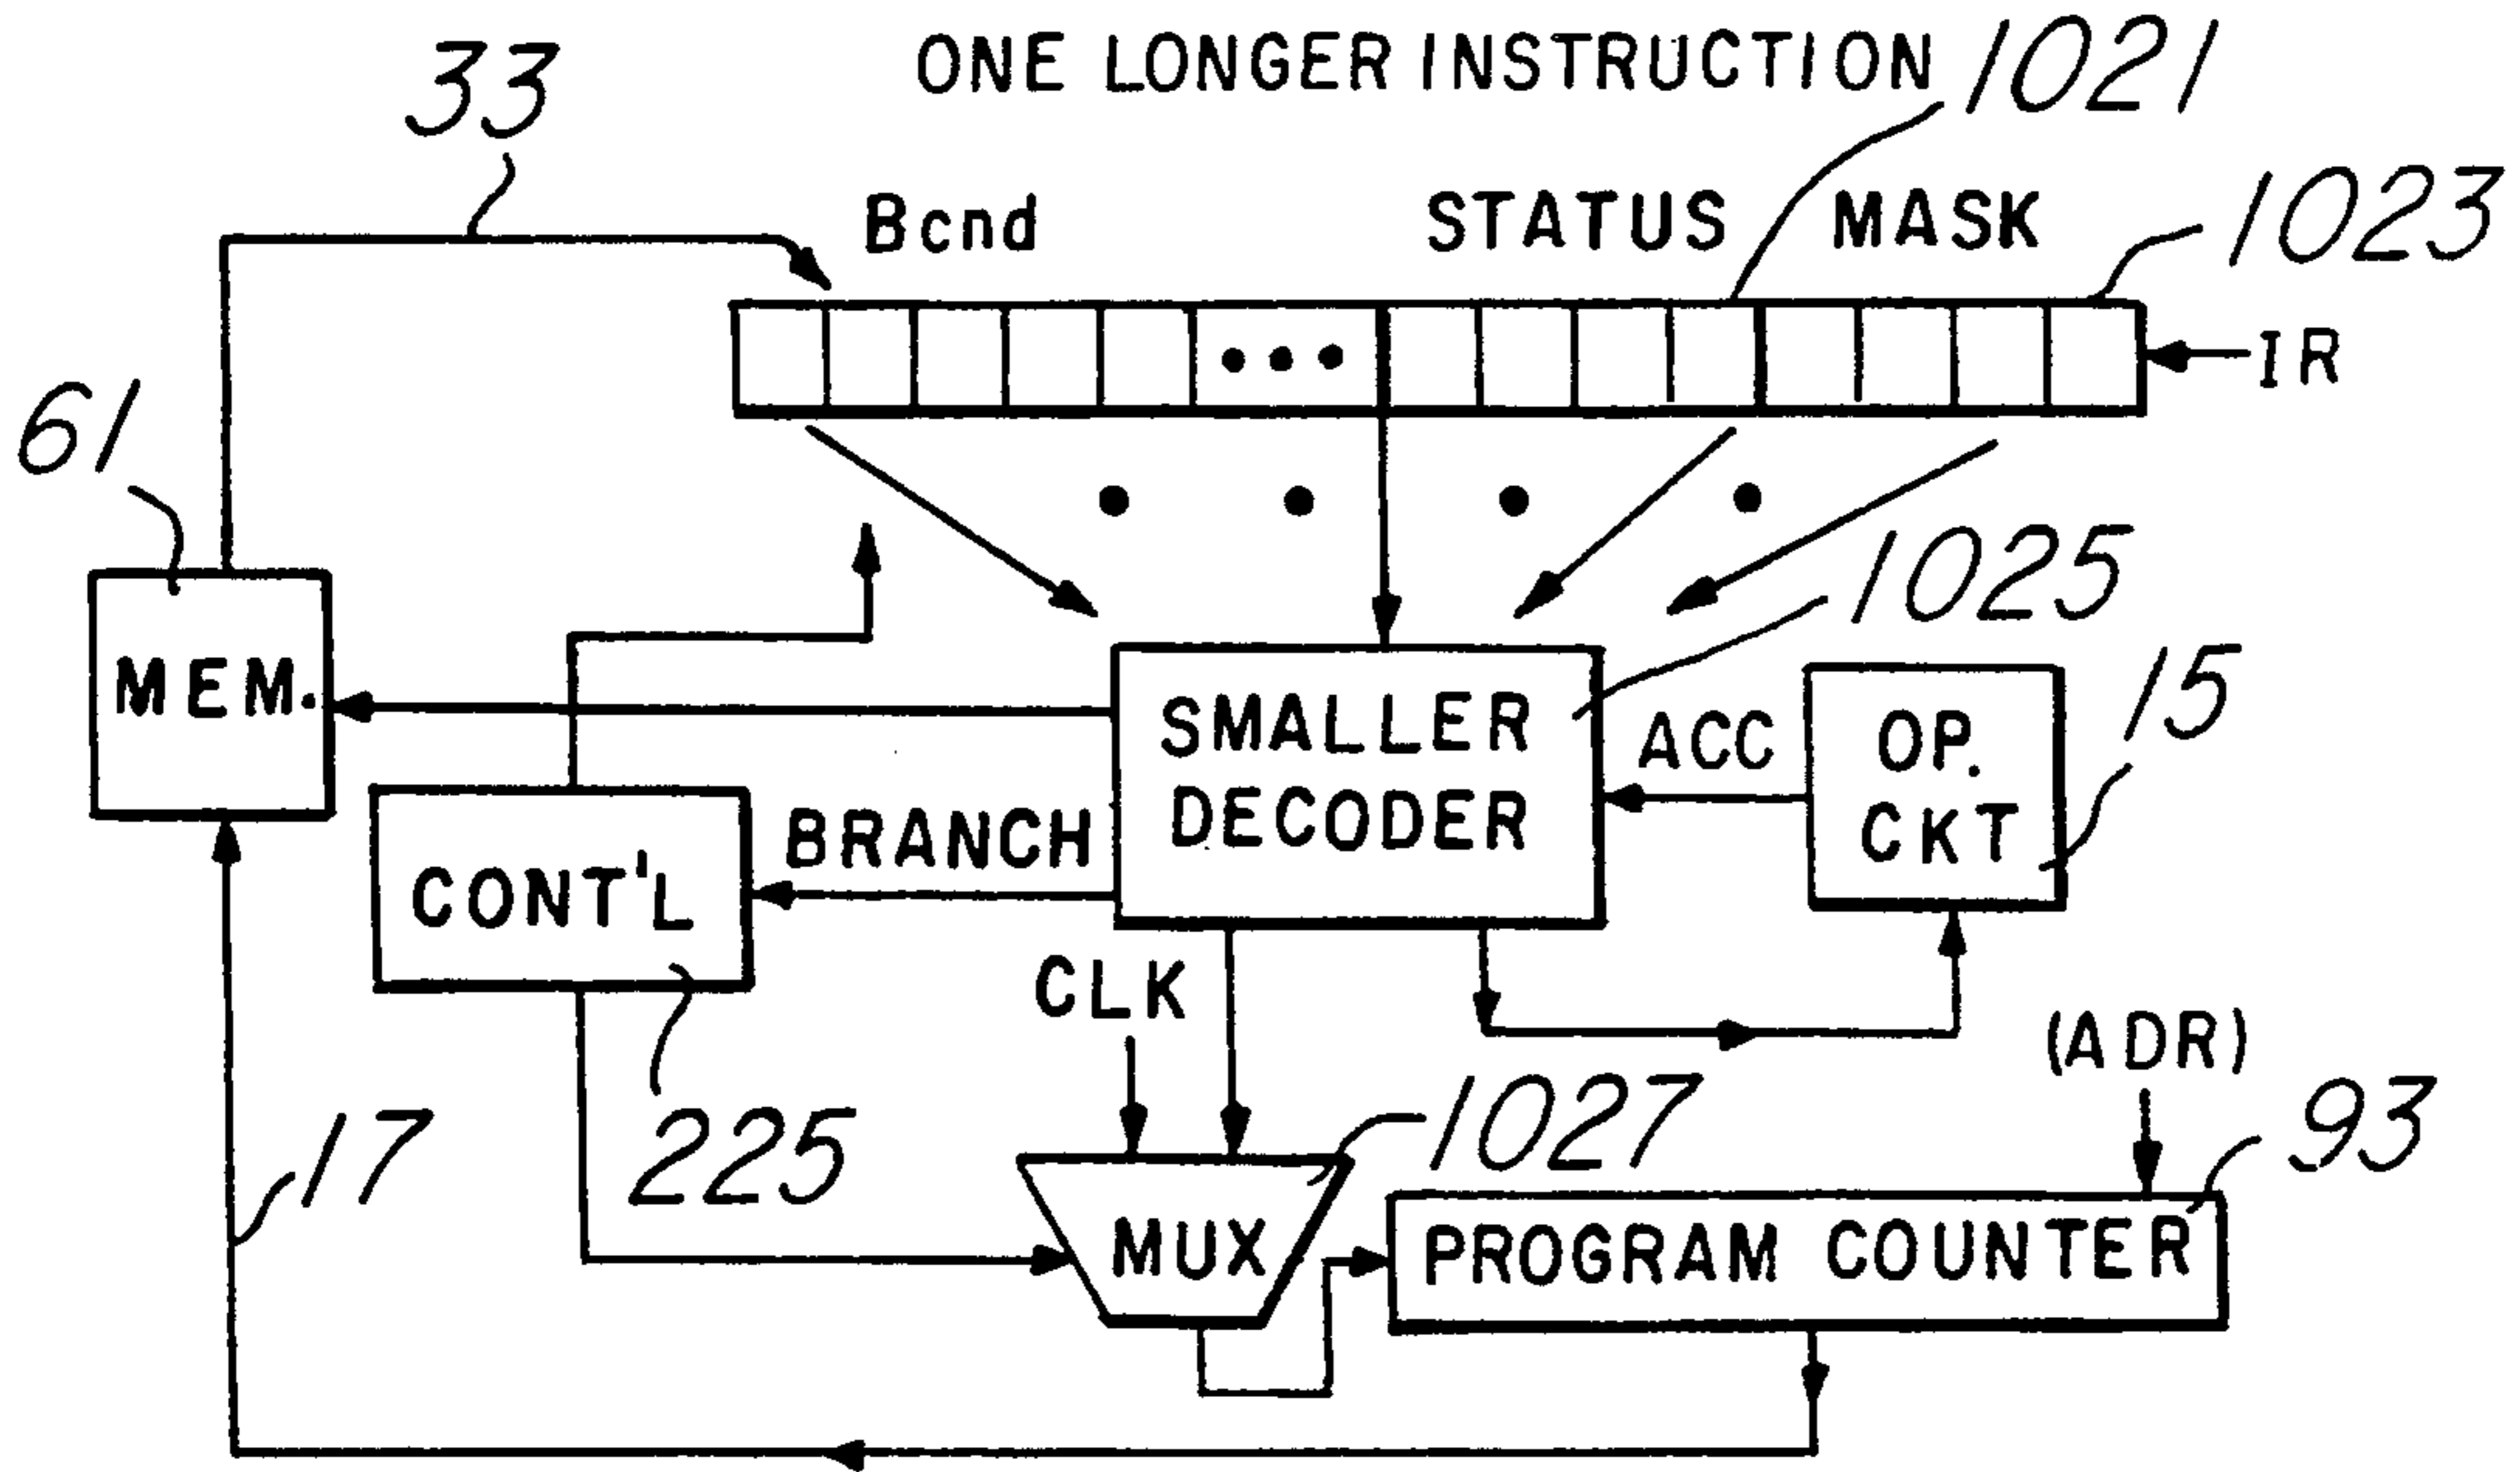 ONE LONGER INSTRUCTION
1021
33
Bcnd
STATUS MASK
1023
IR
61
1025
MEM.
SMALLER
DECODER
ACC
OP.
CKT
15
BRANCH
CONT'L
CLK
(ADR)
17
225
1027
93
MUX
PROGRAM COUNTER